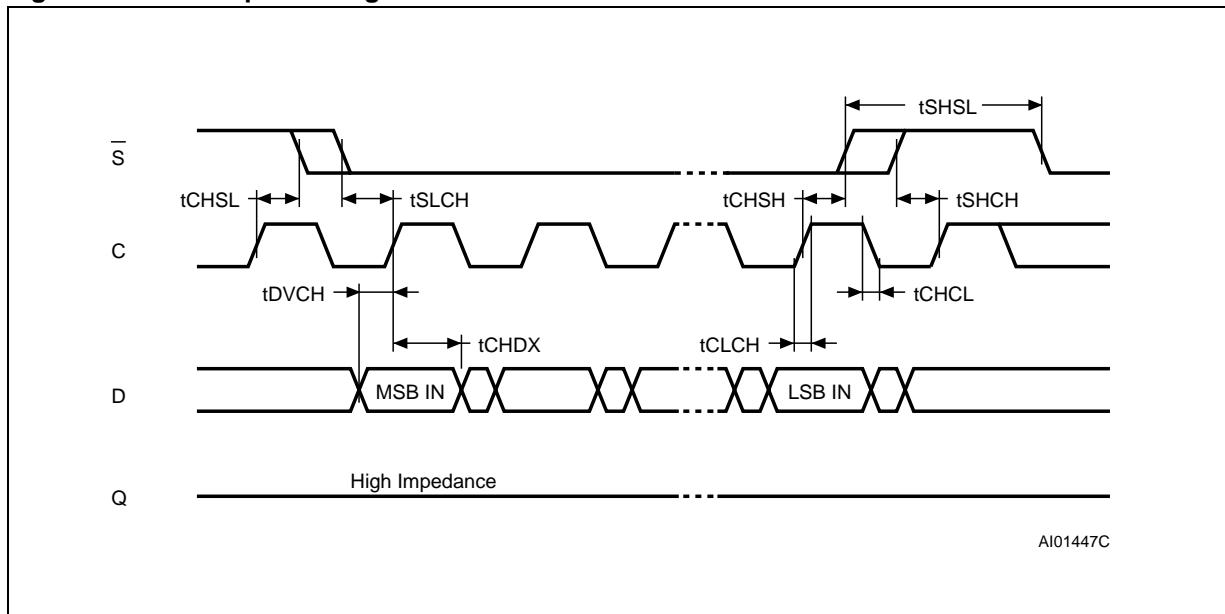 tSHSL
S
tCHSL
tSLCH
tCHSH
tSHCH
C
tDVCH
tCHCL
tCHDX
tCLCH
D
MSB IN
LSB IN
High Impedance
Q
AI01447C